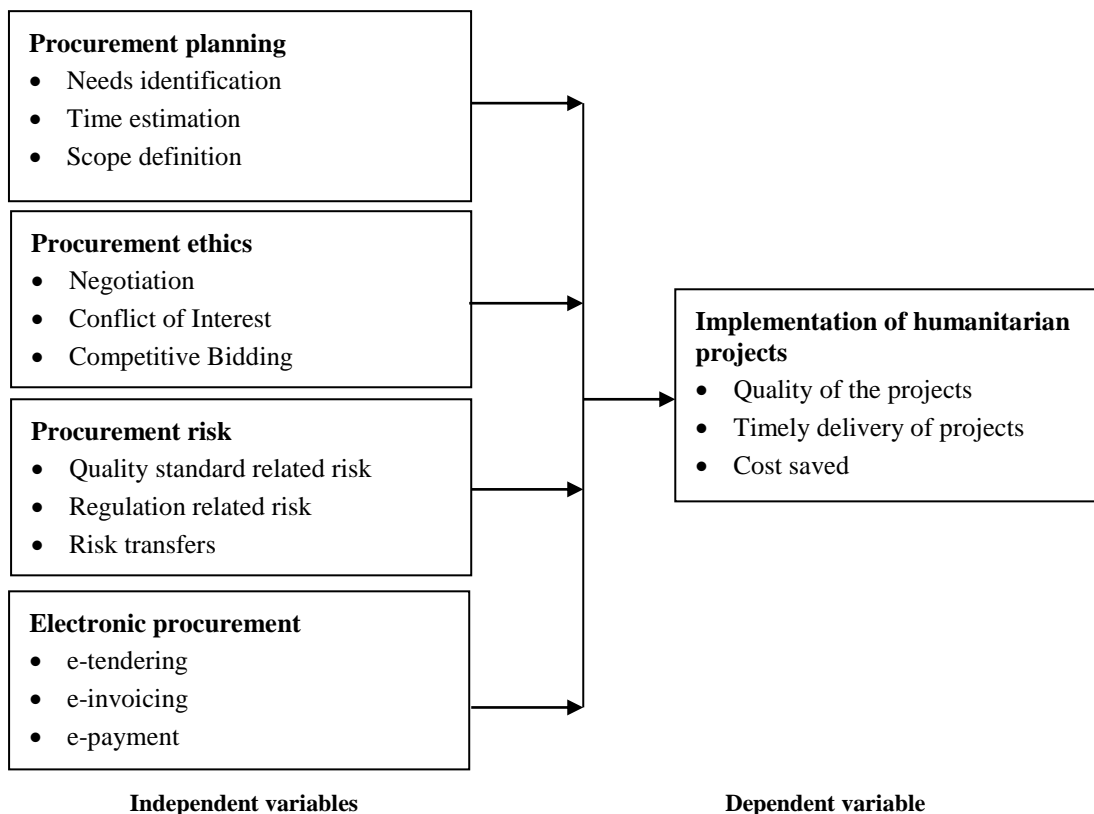 Procurement planning
• Needs identification
• Time estimation
• Scope definition
Procurement ethics
• Negotiation
• Conflict of Interest
• Competitive Bidding
Procurement risk
• Quality standard related risk
• Regulation related risk
• Risk transfers
Electronic procurement
• e-tendering
• e-invoicing
• e-payment
Independent variables
Implementation of humanitarian
projects
• Quality of the projects
• Timely delivery of projects
• Cost saved
Dependent variable